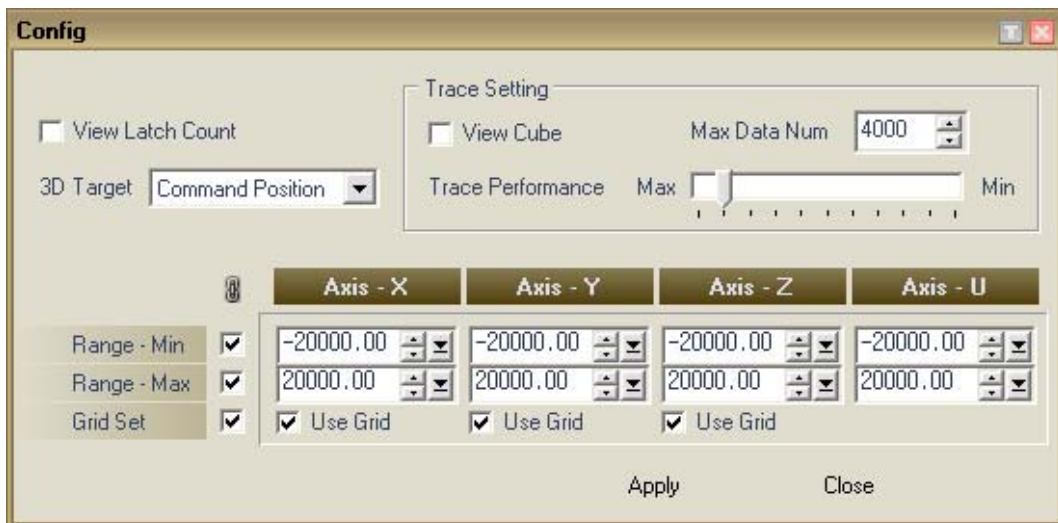 Config
Trace Setting
View Latch Count
View Cube
Max Data Num 4000
3D Target Command Position
Trace Performance Max Min
Axis - X Axis - Y Axis - Z Axis - U
Range - Min -20000.00 -20000.00 -20000.00 -20000.00
Range - Max 20000.00 20000.00 20000.00 20000.00
Grid Set Use Grid Use Grid Use Grid
Apply Close